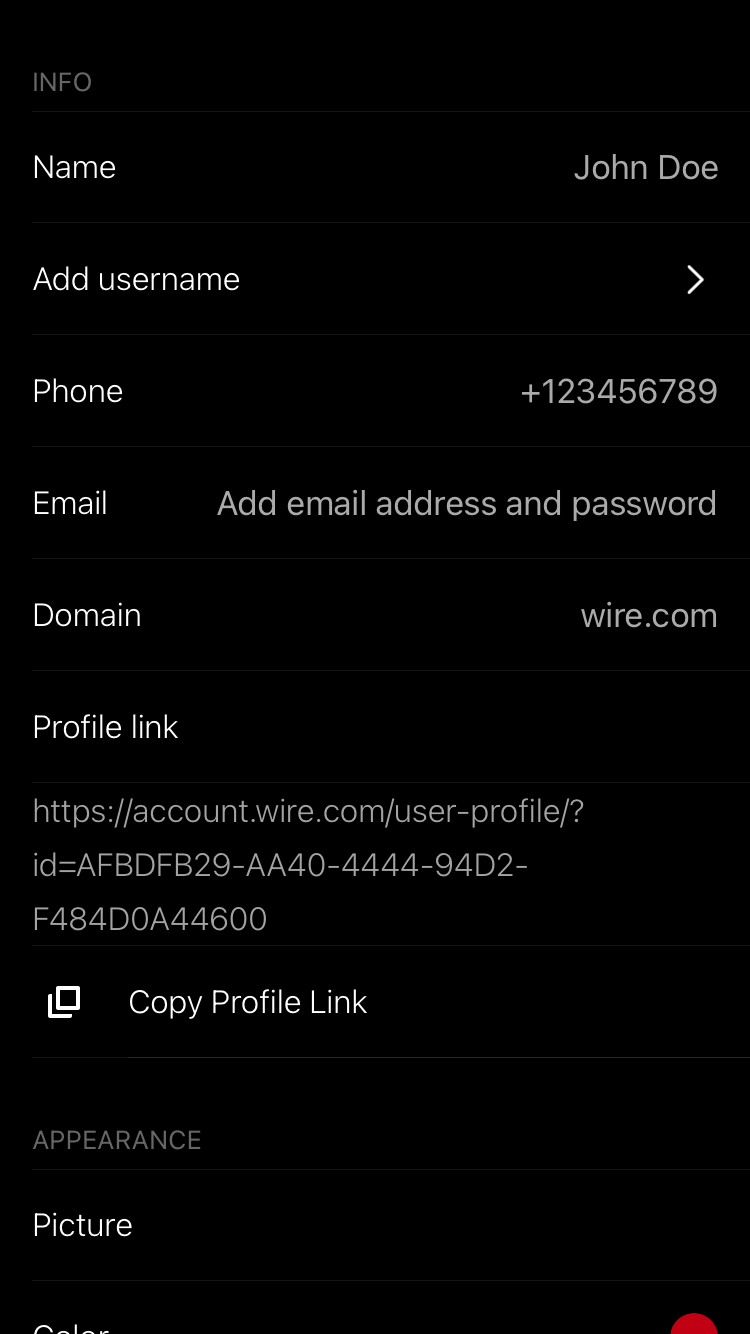 INFO
Name John Doe
Add username
Phone +123456789
Email Add email address and password
Domain wire.com
Profile link
https://account.wire.com/user-profile/?
id=AFBDFB29-AA40-4444-94D2-
F484D0A44600
Copy Profile Link
APPEARANCE
Picture
Color